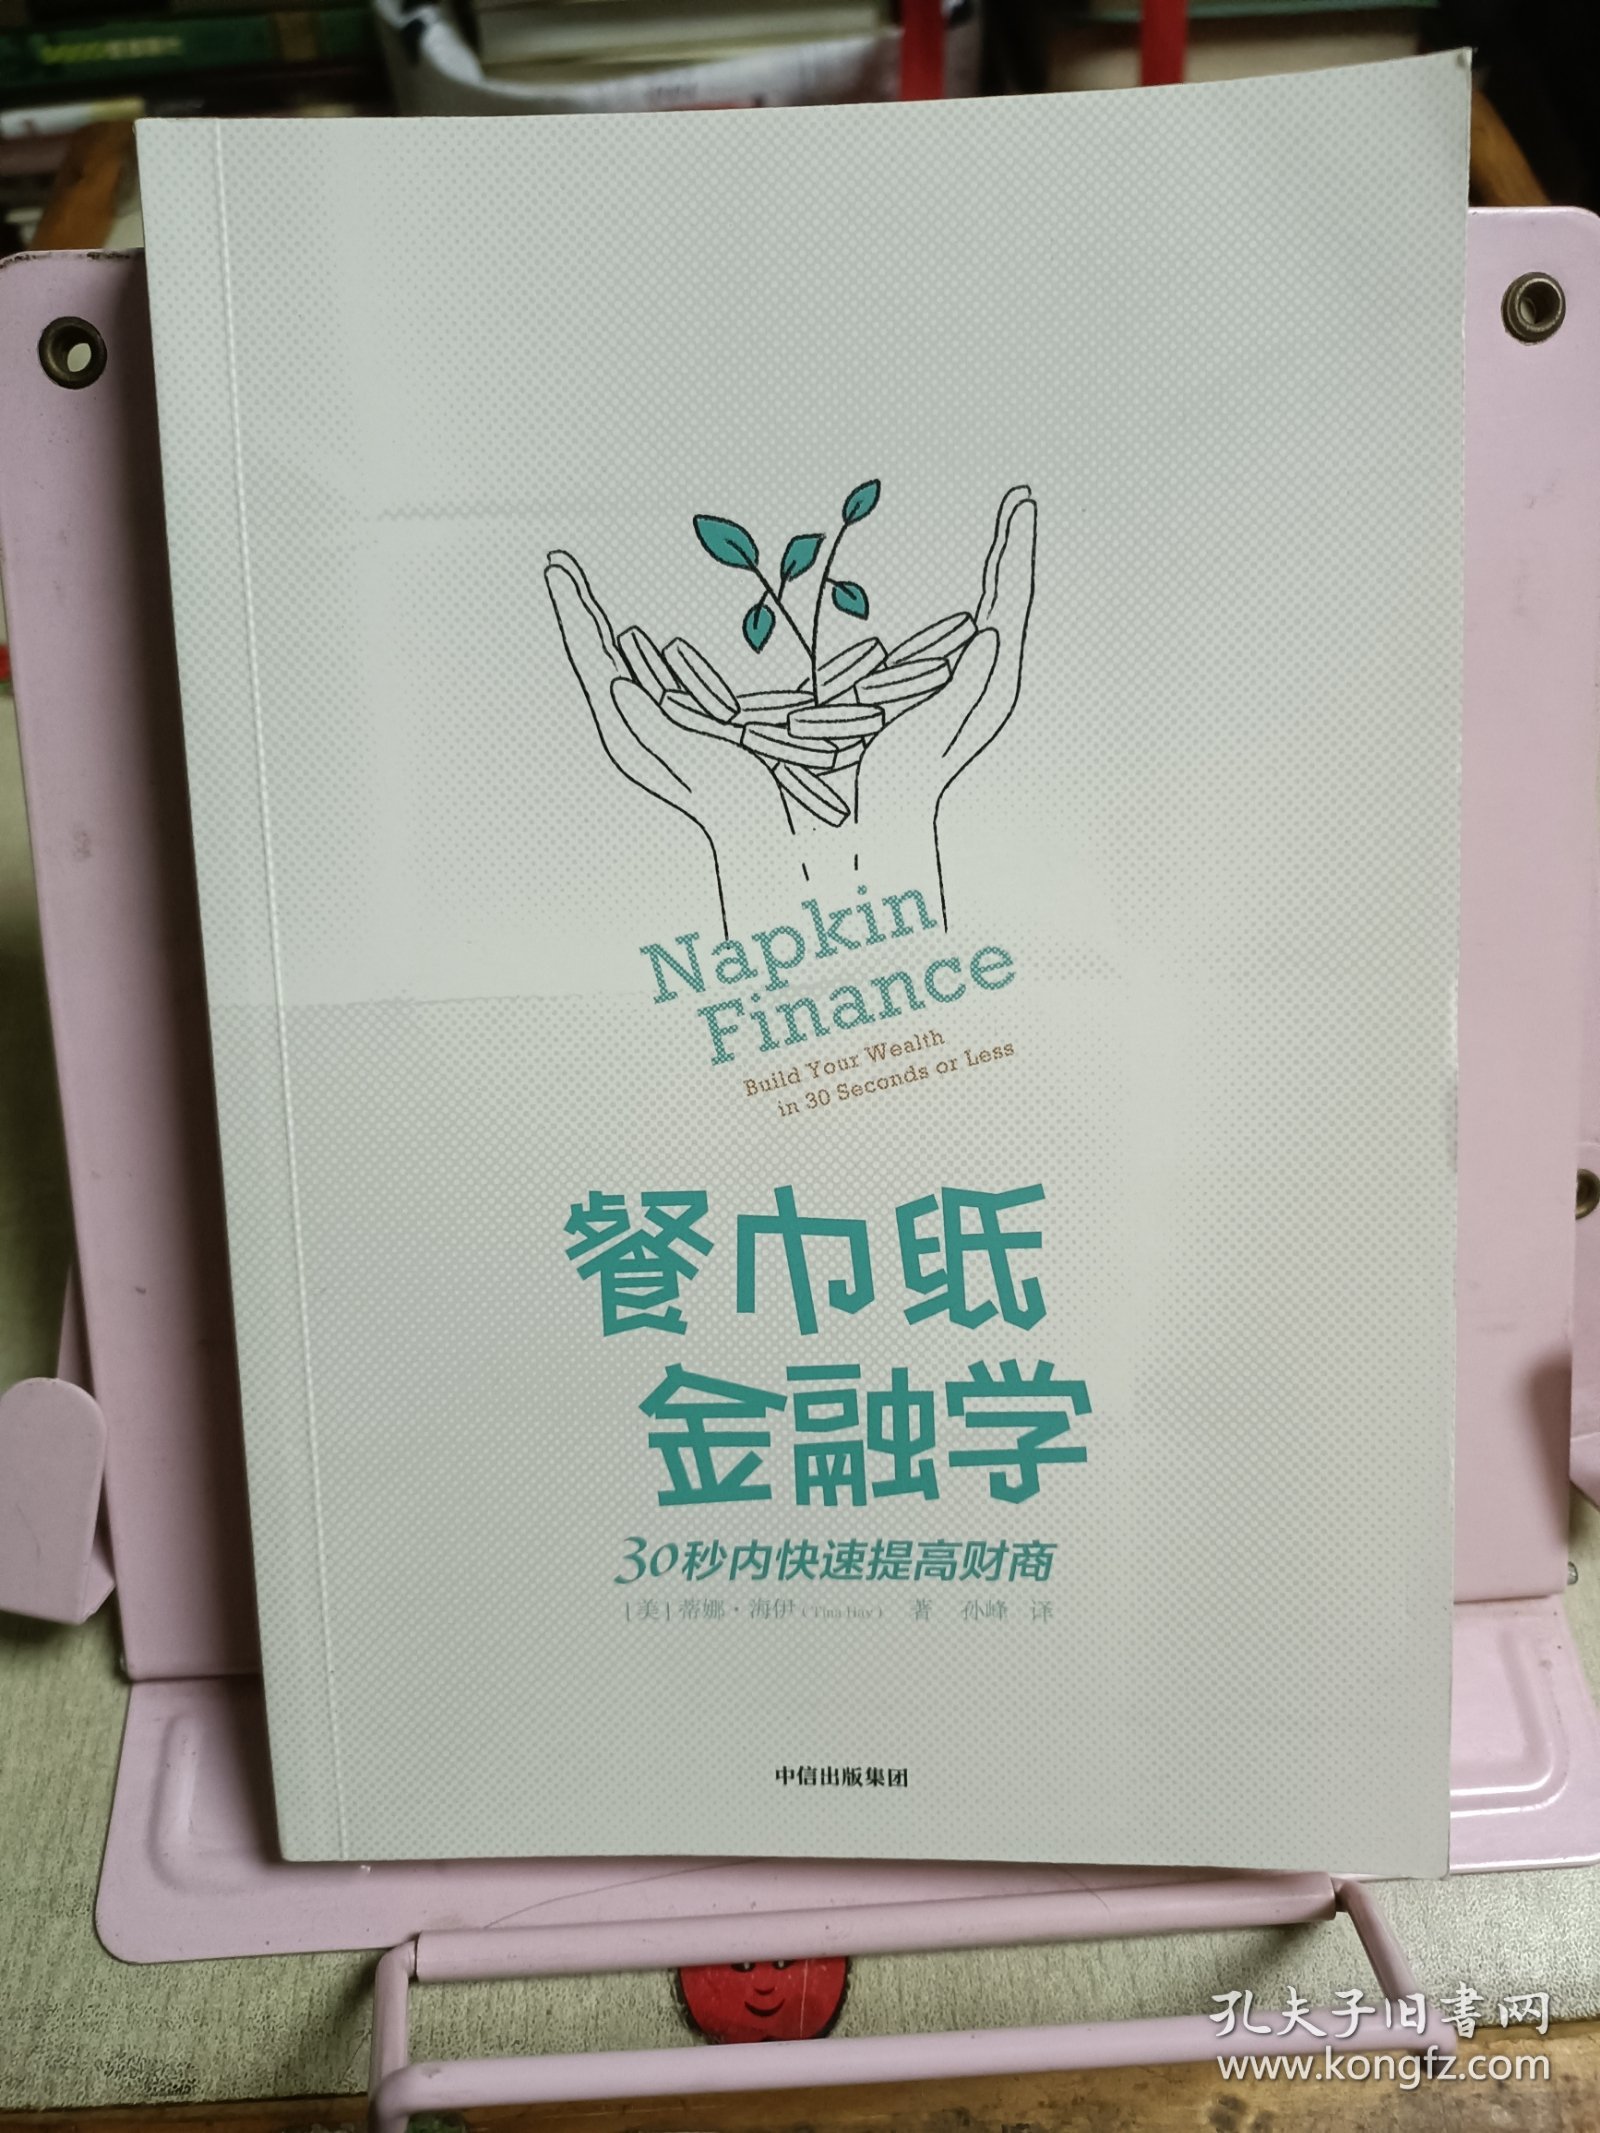 Napkin
Finance
Build Your Wealth
in 30 Seconds or Less
餐巾纸
金融学
30秒内快速提高财商
[美] 蒂娜·海伊 (Tina Hay) 著 孙峰 译
中信出版集团
孔夫子旧書网
www.kongfz.com